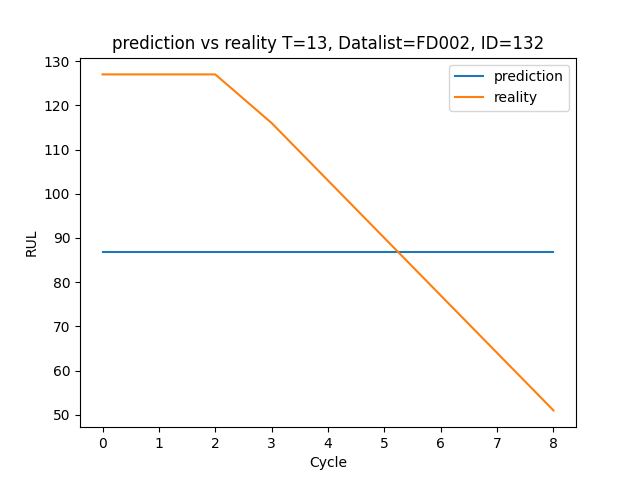 prediction vs reality T=13, Datalist=FD002, ID=132
prediction
reality
130
120
110
100
90
80
70
60
50
RUL
0 1 2 3 4 5 6 7 8
Cycle